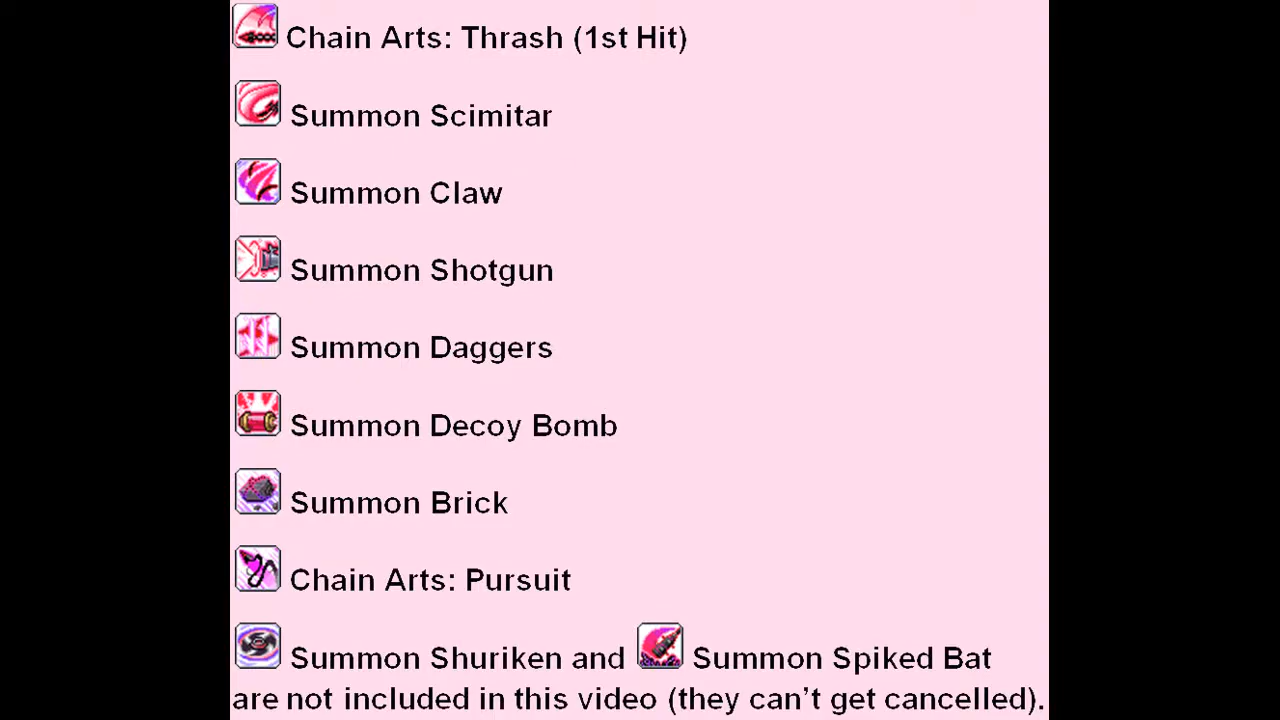 Chain Arts: Thrash (1st Hit)
Summon Scimitar
Summon Claw
Summon Shotgun
Summon Daggers
Summon Decoy Bomb
Summon Brick
Chain Arts: Pursuit
Summon Shuriken and Summon Spiked Bat
are not included in this video (they can’t get cancelled).